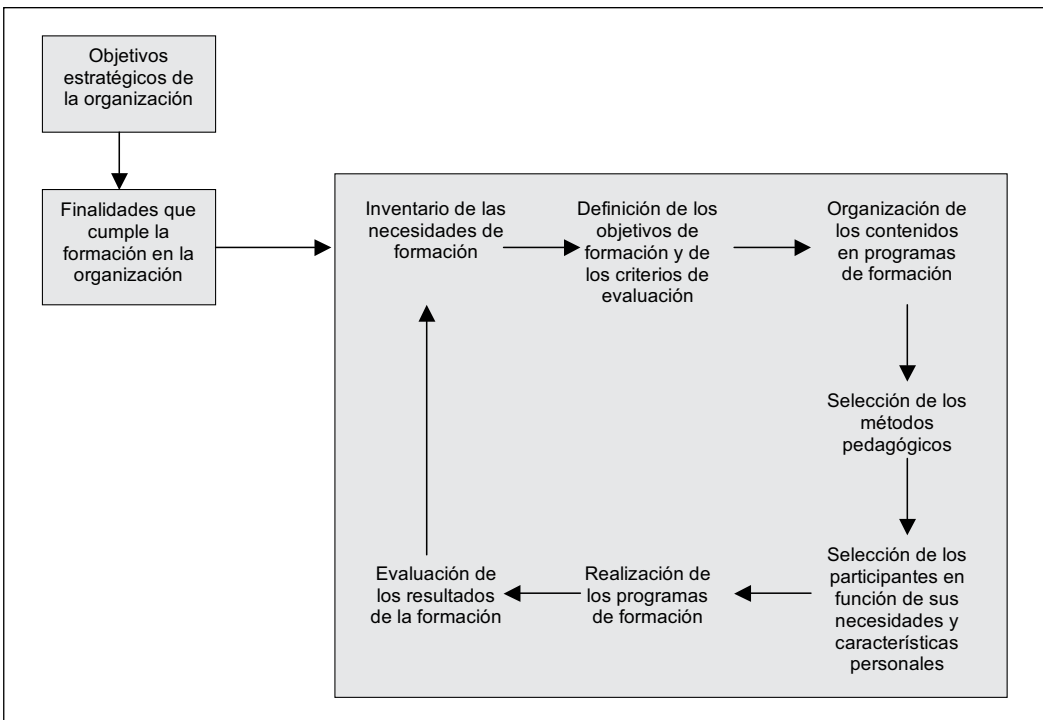 Objetivos
estratégicos de
la organización
Finalidades que
cumple la
formación en la
organización
Inventario de las
necesidades de
formación
Definición de los
objetivos de
formación y de
los criterios de
evaluación
Organización de
los contenidos
en programas
de formación
Selección de los
métodos
pedagógicos
Selección de los
participantes en
función de sus
necesidades y
característícas
personales
Realización de
los programas
de formación
Evaluación de
los resultados
de la formación